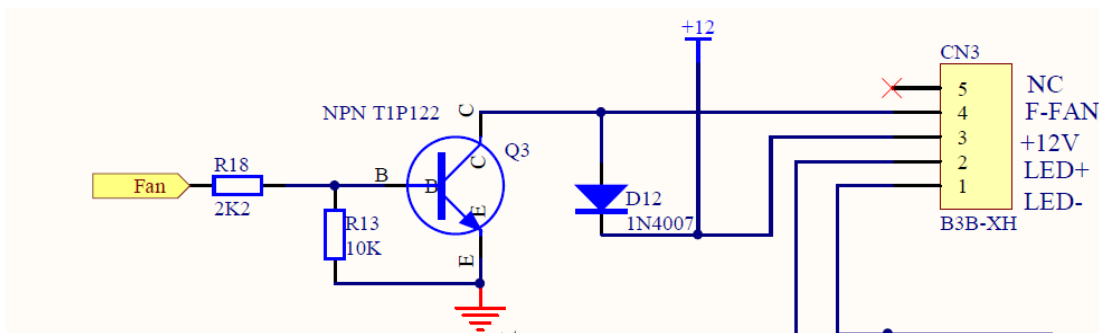 +12
CN3
5 NC
NPN T1P122
C
4 F-FAN
C
Q3
3 +12V
R18
B
B
2 LED+
Fan
2K2
E
D12
1 LED-
R13
1N4007
B3B-XH
10K
E